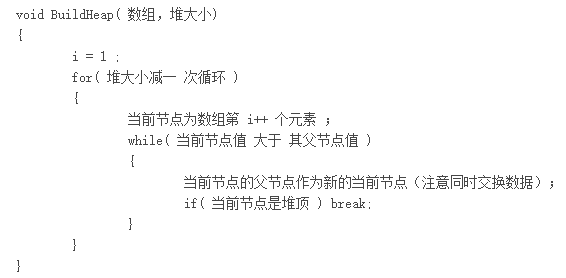 void BuildHeap( 数组，堆大小)
{
i = 1 ;
for( 堆大小减一 次循环 )
{
当前节点为数组第 i++ 个元素 ;
while( 当前节点值 大于 其父节点值 )
{
当前节点的父节点作为新的当前节点（注意同时交换数据）;
if( 当前节点是堆顶 ) break;
}
}
}